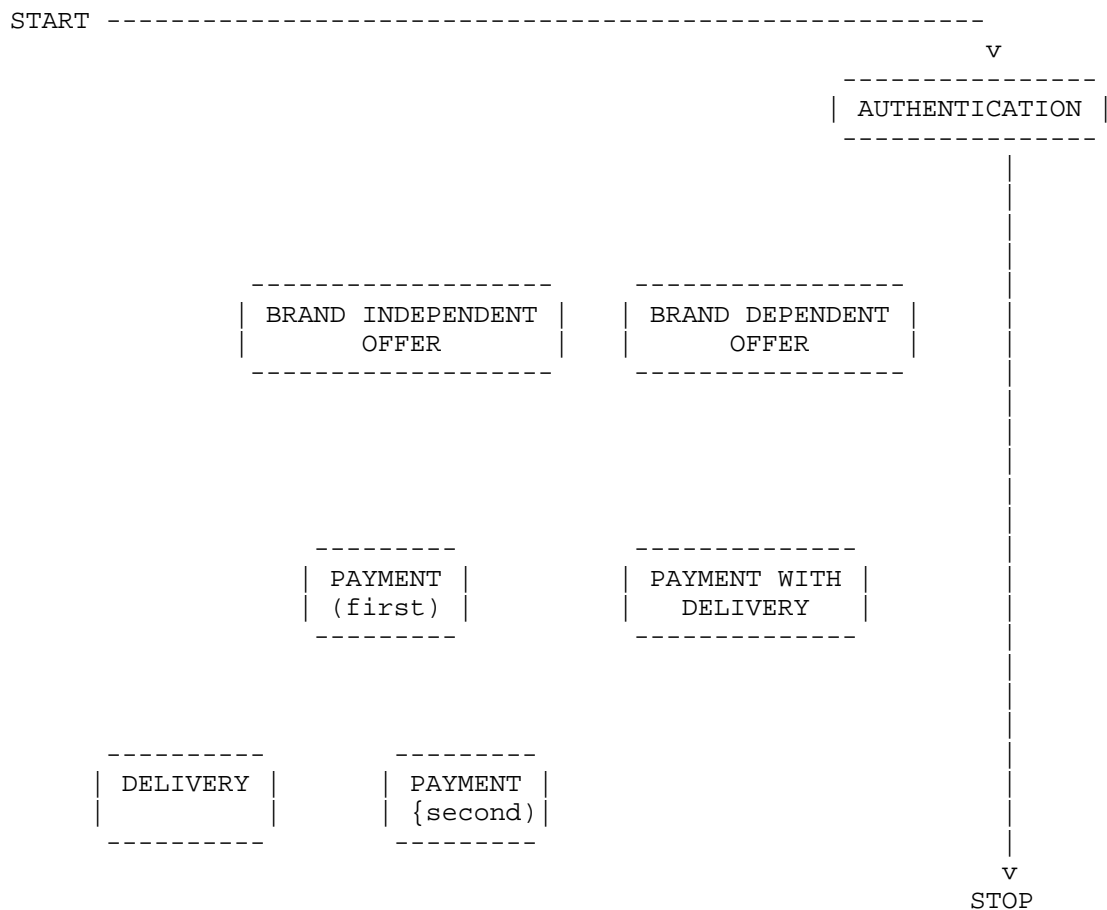 START
v
AUTHENTICATION
BRAND INDEPENDENT BRAND DEPENDENT
OFFER OFFER
PAYMENT PAYMENT WITH
(first) DELIVERY
DELIVERY PAYMENT
{second)
v
STOP